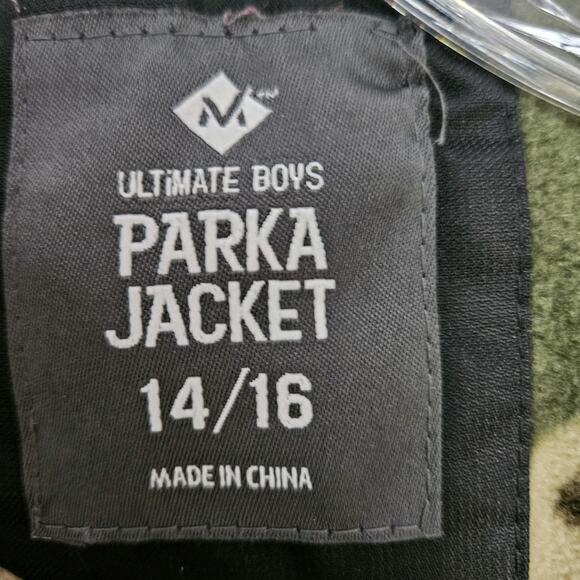 M
ULTiMATE BOYS
PARKA
JACKET
14/16
MADE IN CHINA